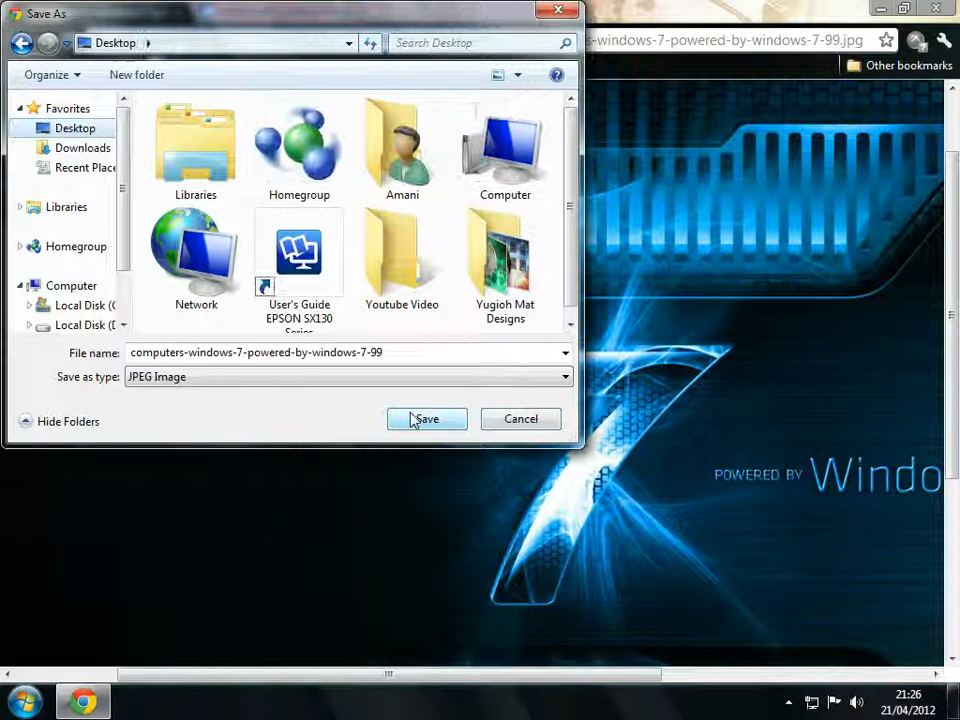 Save As
Desktop
Search Desktop
s-windows-7-powered-by-windows-7-99.jpg
Other bookmarks
Organize
New folder
Favorites
Desktop
Downloads
Recent Place
Libraries
Homegroup
Computer
Local Disk (C
Local Disk (D
Libraries
Homegroup
Amani
Computer
Network
User's Guide
EPSON SX130
Series
Youtube Video
Yugioh Mat
Designs
File name:
computers-windows-7-powered-by-windows-7-99
Save as type:
JPEG Image
Hide Folders
Save
Cancel
POWERED BY Windo
21:26
21/04/2012